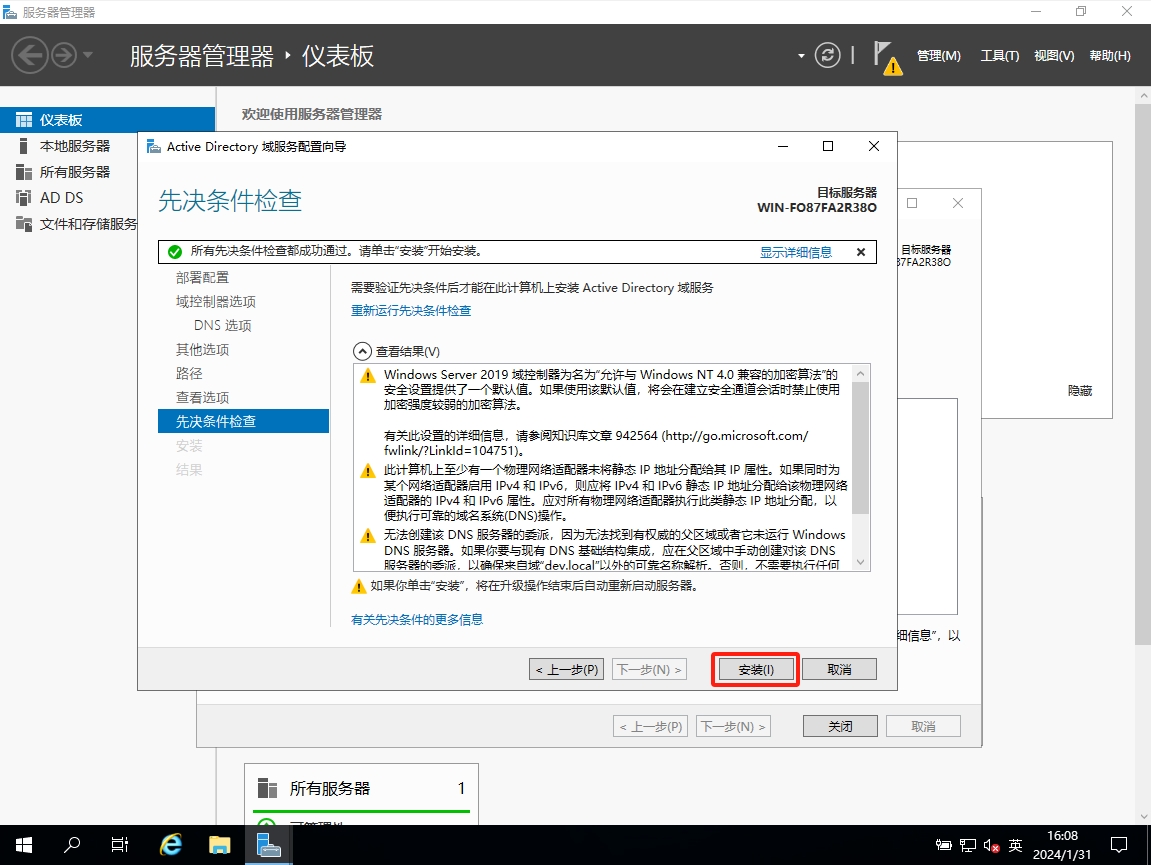 服务器管理器
服务器管理器 · 仪表板
管理(M) 工具(T) 视图(V) 帮助(H)
仪表板
本地服务器
所有服务器
AD DS
文件和存储服务
欢迎使用服务器管理器
Active Directory 域服务配置向导
先决条件检查
目标服务器
WIN-FO87FA2R38O
所有先决条件检查都成功通过。请单击“安装”开始安装。
显示详细信息
部署配置
域控制器选项
DNS 选项
其他选项
路径
查看选项
先决条件检查
安装
结果
需要验证先决条件后才能在此计算机上安装 Active Directory 域服务
重新运行先决条件检查
查看结果(V)
Windows Server 2019 域控制器为名为“允许与 Windows NT 4.0 兼容的加密算法”的
安全设置提供了一个默认值。如果使用该默认值，将会在建立安全通道会话时禁止使用
加密强度较弱的加密算法。
有关此设置的详细信息，请参阅知识库文章 942564 (http://go.microsoft.com/
fwlink/?LinkId=104751)。
此计算机上至少有一个物理网络适配器未将静态 IP 地址分配给其 IP 属性。如果同时为
某个网络适配器启用 IPv4 和 IPv6，则应将 IPv4 和 IPv6 静态 IP 地址分配给该物理网络
适配器的 IPv4 和 IPv6 属性。应对所有物理网络适配器执行此类静态 IP 地址分配，以
便执行可靠的域名系统(DNS)操作。
无法创建该 DNS 服务器的委派，因为无法找到有权威的父区域或者它未运行 Windows
DNS 服务器。如果你要与现有 DNS 基础结构集成，应在父区域中手动创建对该 DNS
服务器的委派，以确保来自域“dev.local”以外的可靠名称解析。否则，不需要执行任何
如果你单击“安装”，将在升级操作结束后自动重新启动服务器。
有关先决条件的更多信息
< 上一步(P) 下一步(N) > 安装(I) 取消
目标服务器
87FA2R38O
隐藏
细信息”，以
< 上一步(P) 下一步(N) > 关闭 取消
所有服务器 1
可管理性
英
16:08
2024/1/31